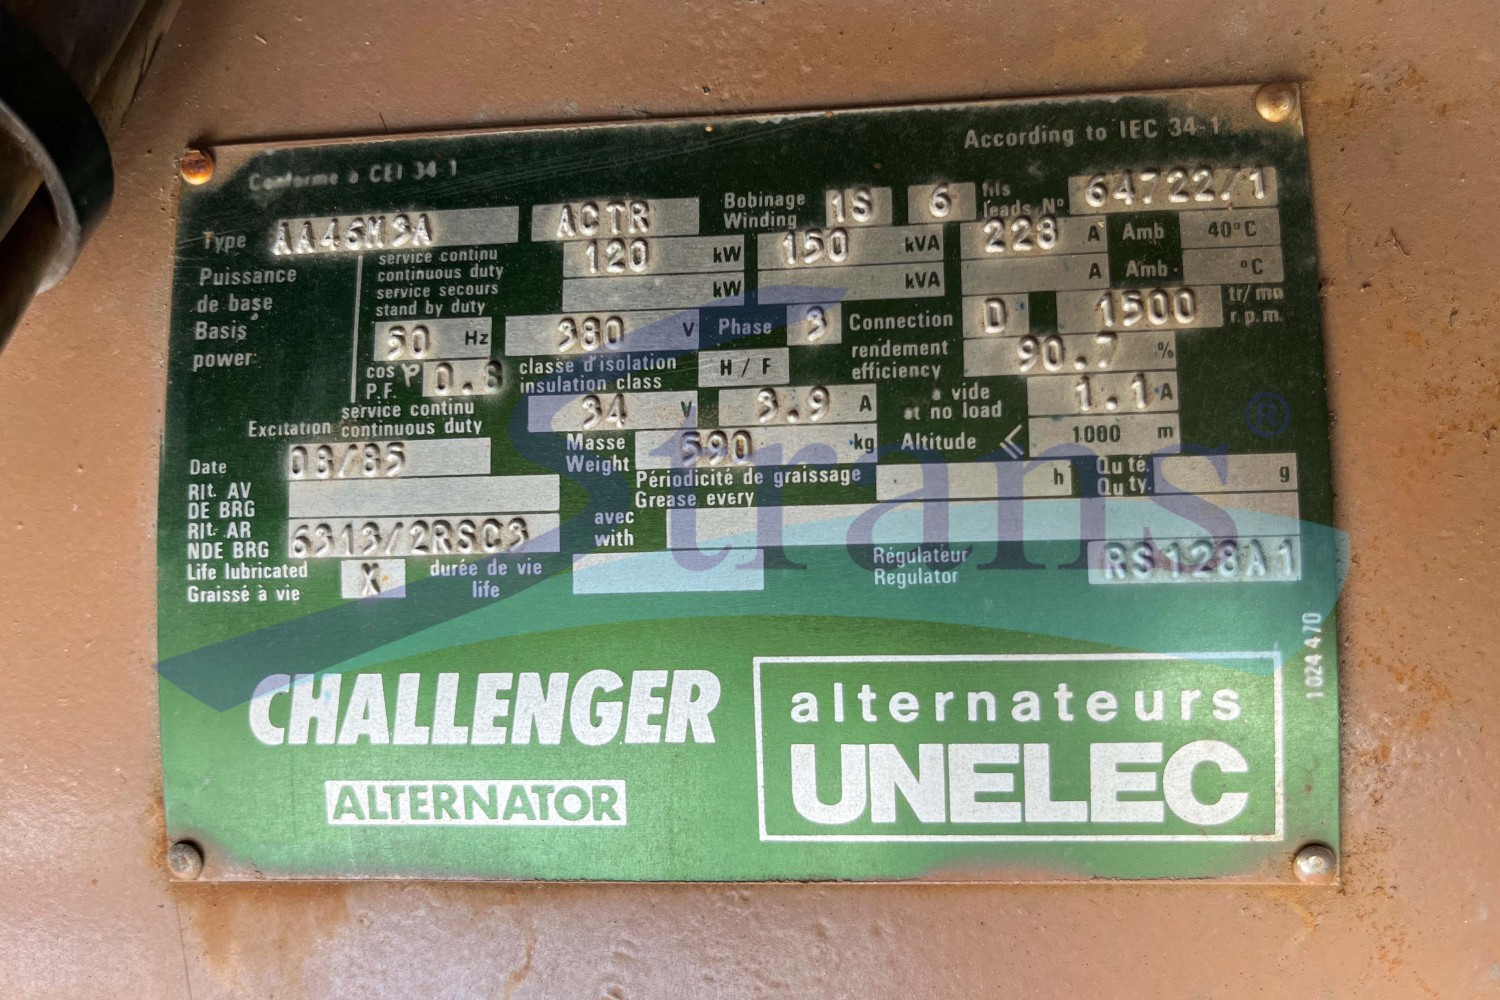 Conforme à CEI 34-1 According to IEC 34-1
Type AA46M3A ACTR Bobinage Winding 1S 6 fils leads Nº 64722/1
Puissance de base Basis power:
service continu continuous duty 120 kW 150 kVA 228 A Amb 40°C
service secours stand by duty kW kVA A Amb. °C
50 Hz 380 V Phase 3 Connection D 1500 tr/mn r.p.m.
cos φ P.F. 0.8 classe d'isolation insulation class H / F rendement efficiency 90.7 %
Excitation service continu continuous duty 34 V 3.9 A à vide at no load 1.1 A
Date 08/85 Masse Weight 590 kg Altitude ⩽ 1000 m
Rlt. AV DE BRG Périodicité de graissage Grease every h Qu té. Qu ty. g
Rlt. AR NDE BRG 6313/2RSC3 avec with
Life lubricated Graissé à vie X durée de vie life Régulateur Regulator RS128A1
1 024 4 70
CHALLENGER
ALTERNATOR
alternateurs
UNELEC
Strans®